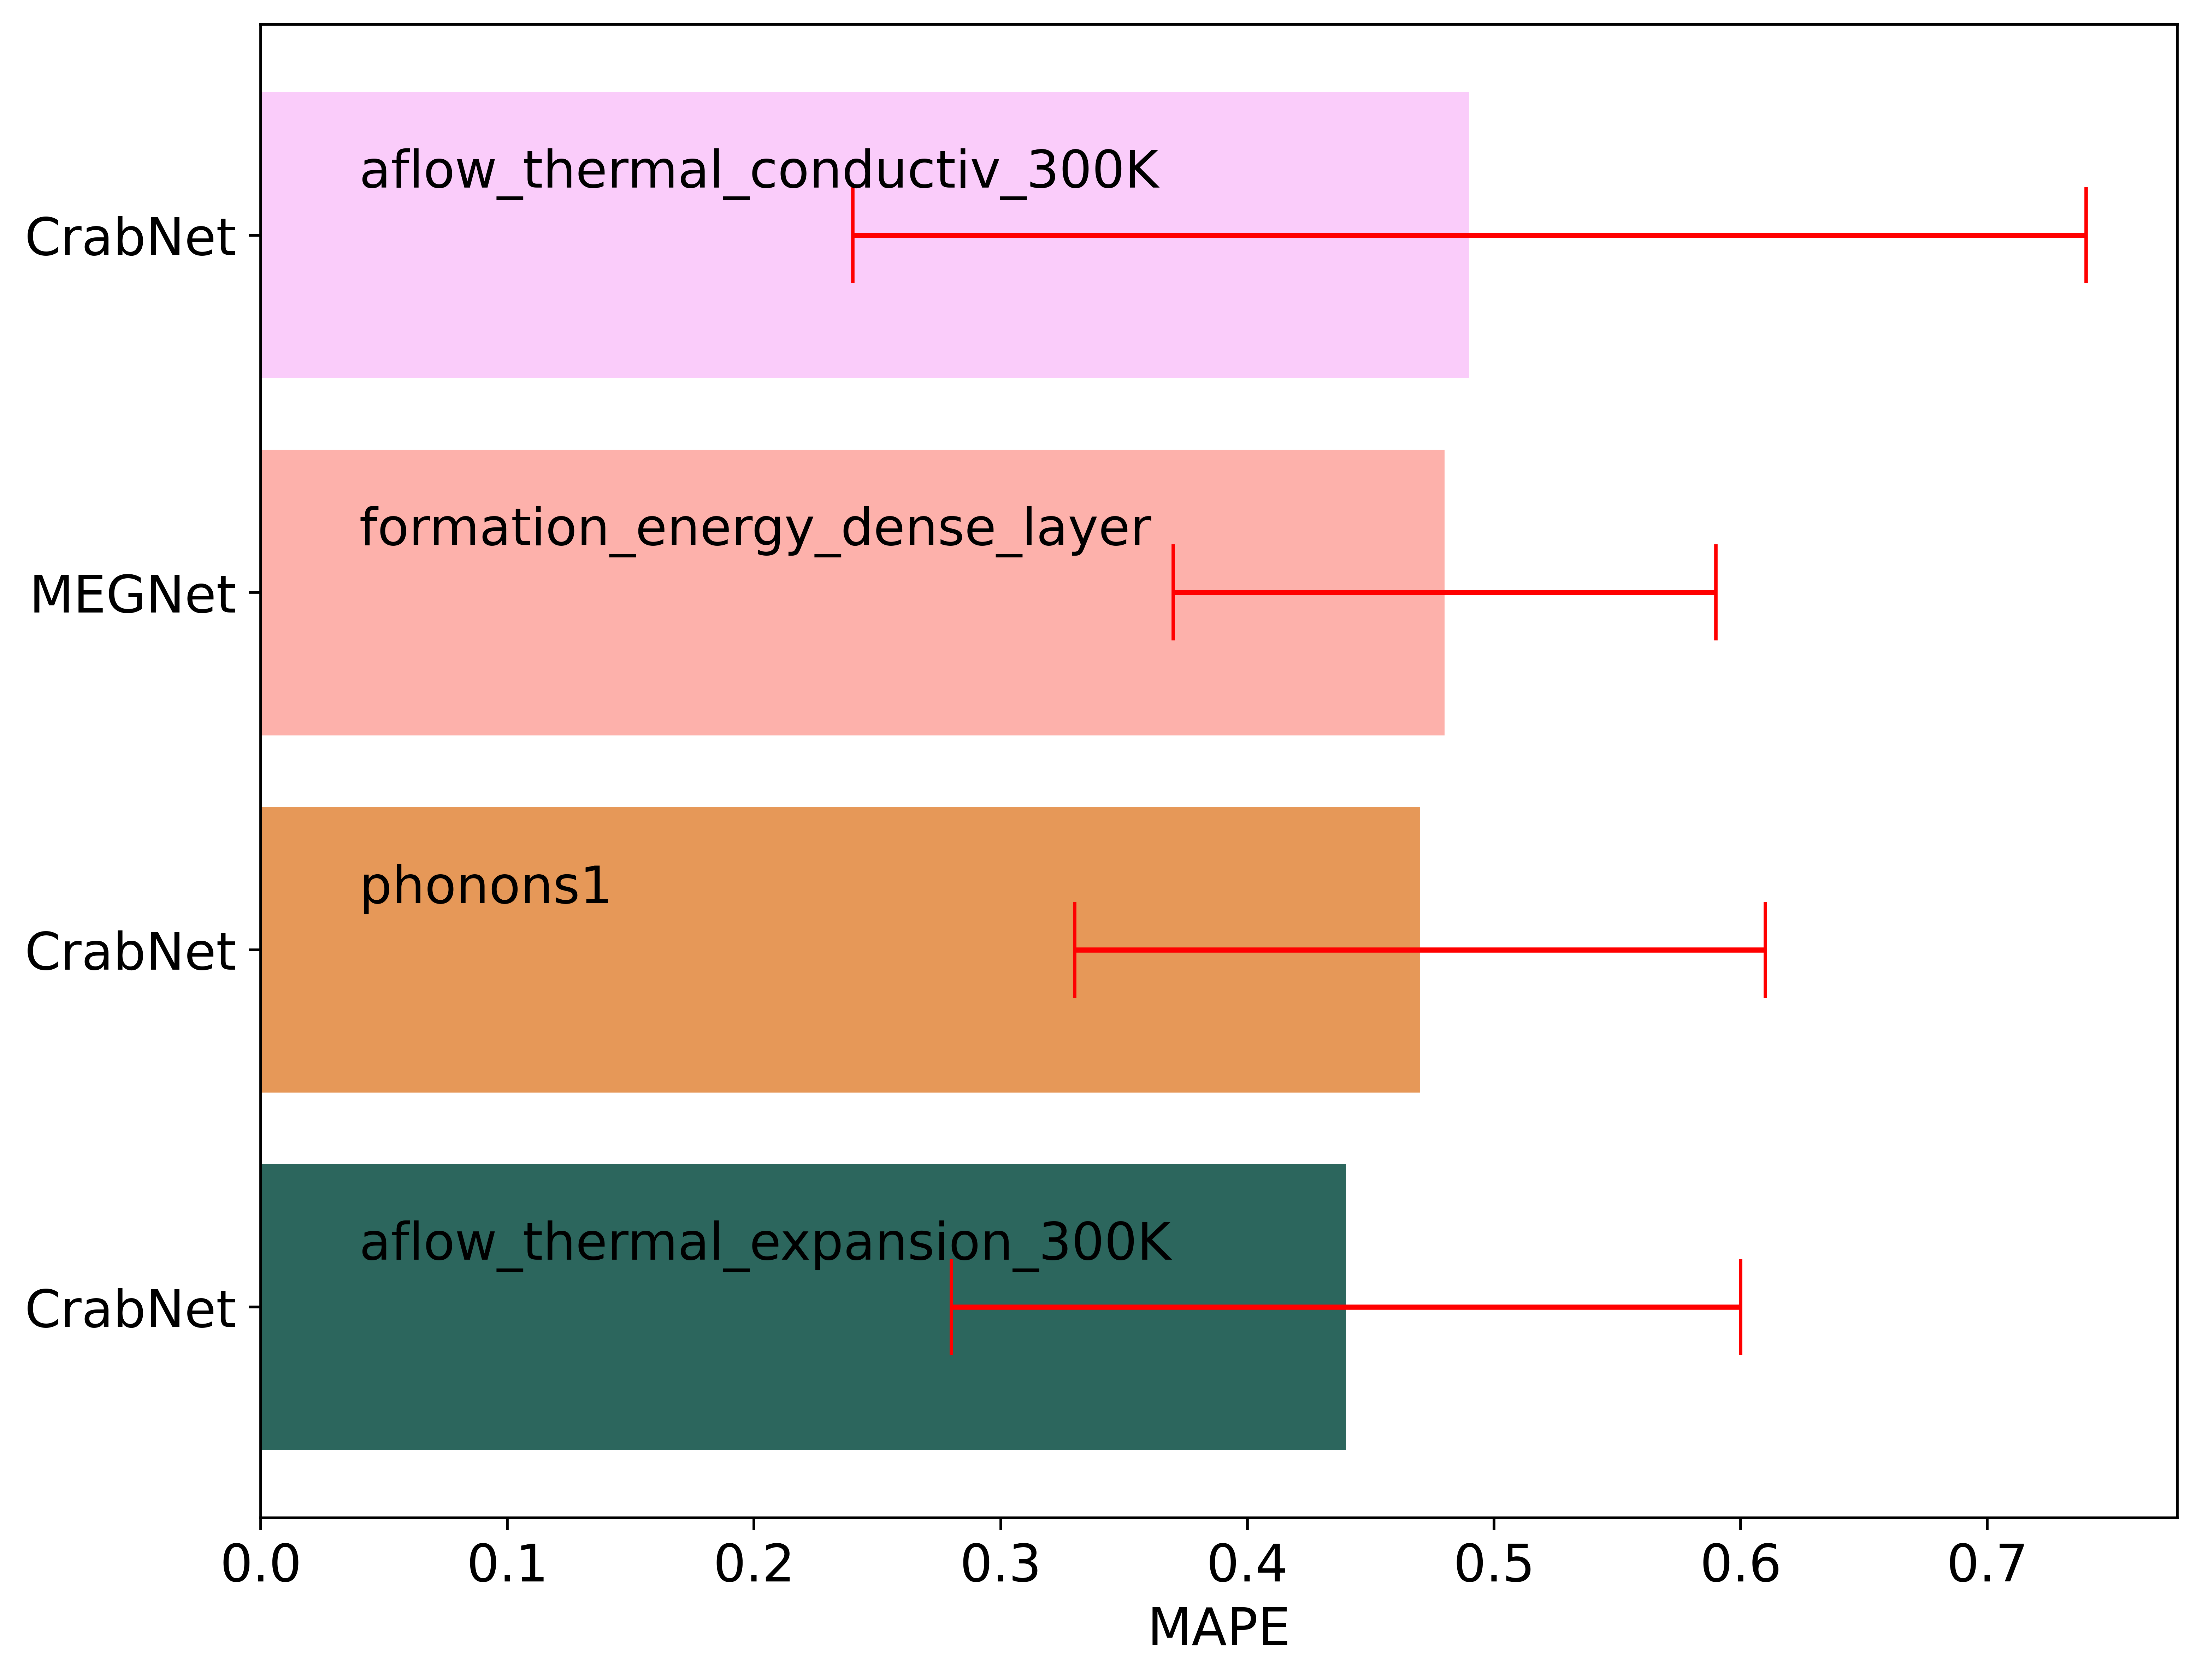 aflow_thermal_conductiv_300K
CrabNet
formation_energy_dense_layer
MEGNet
phonons1
CrabNet
aflow_thermal_expansion_300K
CrabNet
0.0 0.1 0.2 0.3 0.4 0.5 0.6 0.7
MAPE